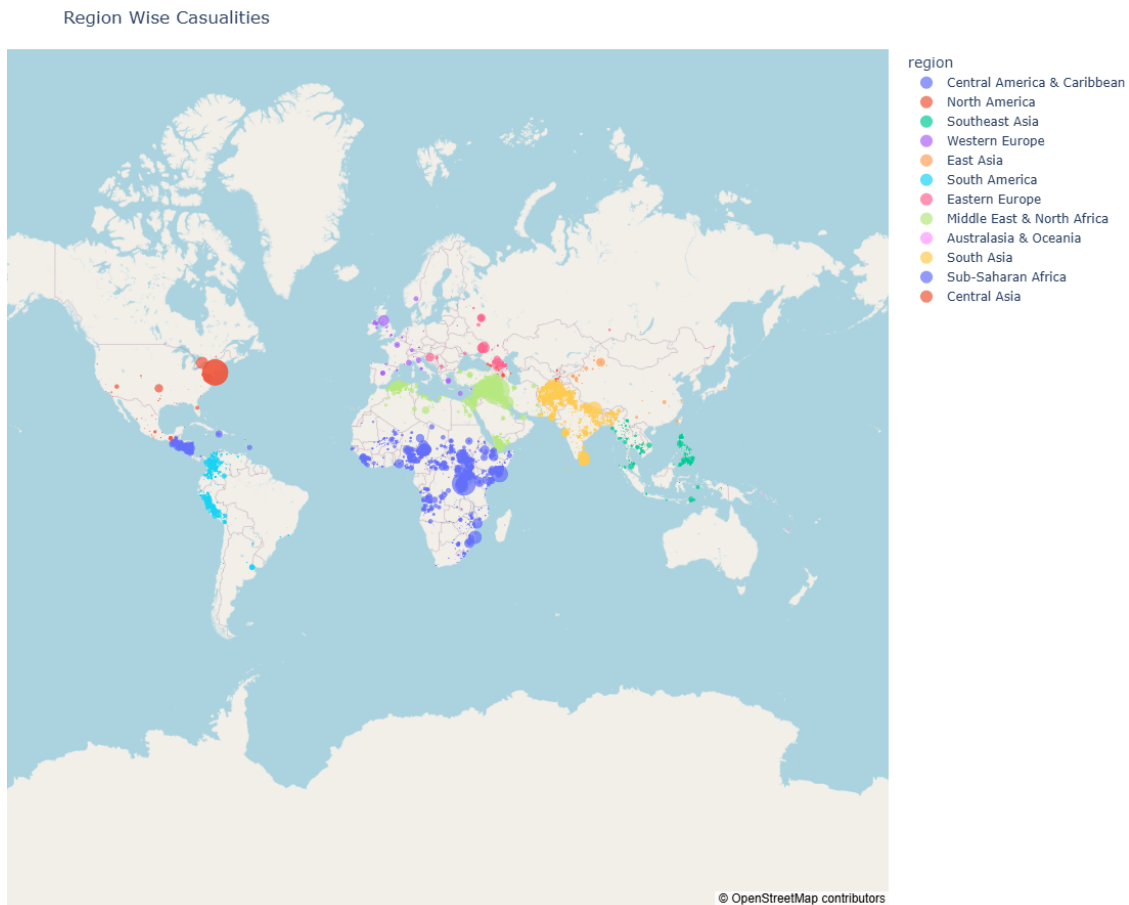 Region Wise Casualities
region
Central America & Caribbean
North America
Southeast Asia
Western Europe
East Asia
South America
Eastern Europe
Middle East & North Africa
Australasia & Oceania
South Asia
Sub-Saharan Africa
Central Asia
© OpenStreetMap contributors